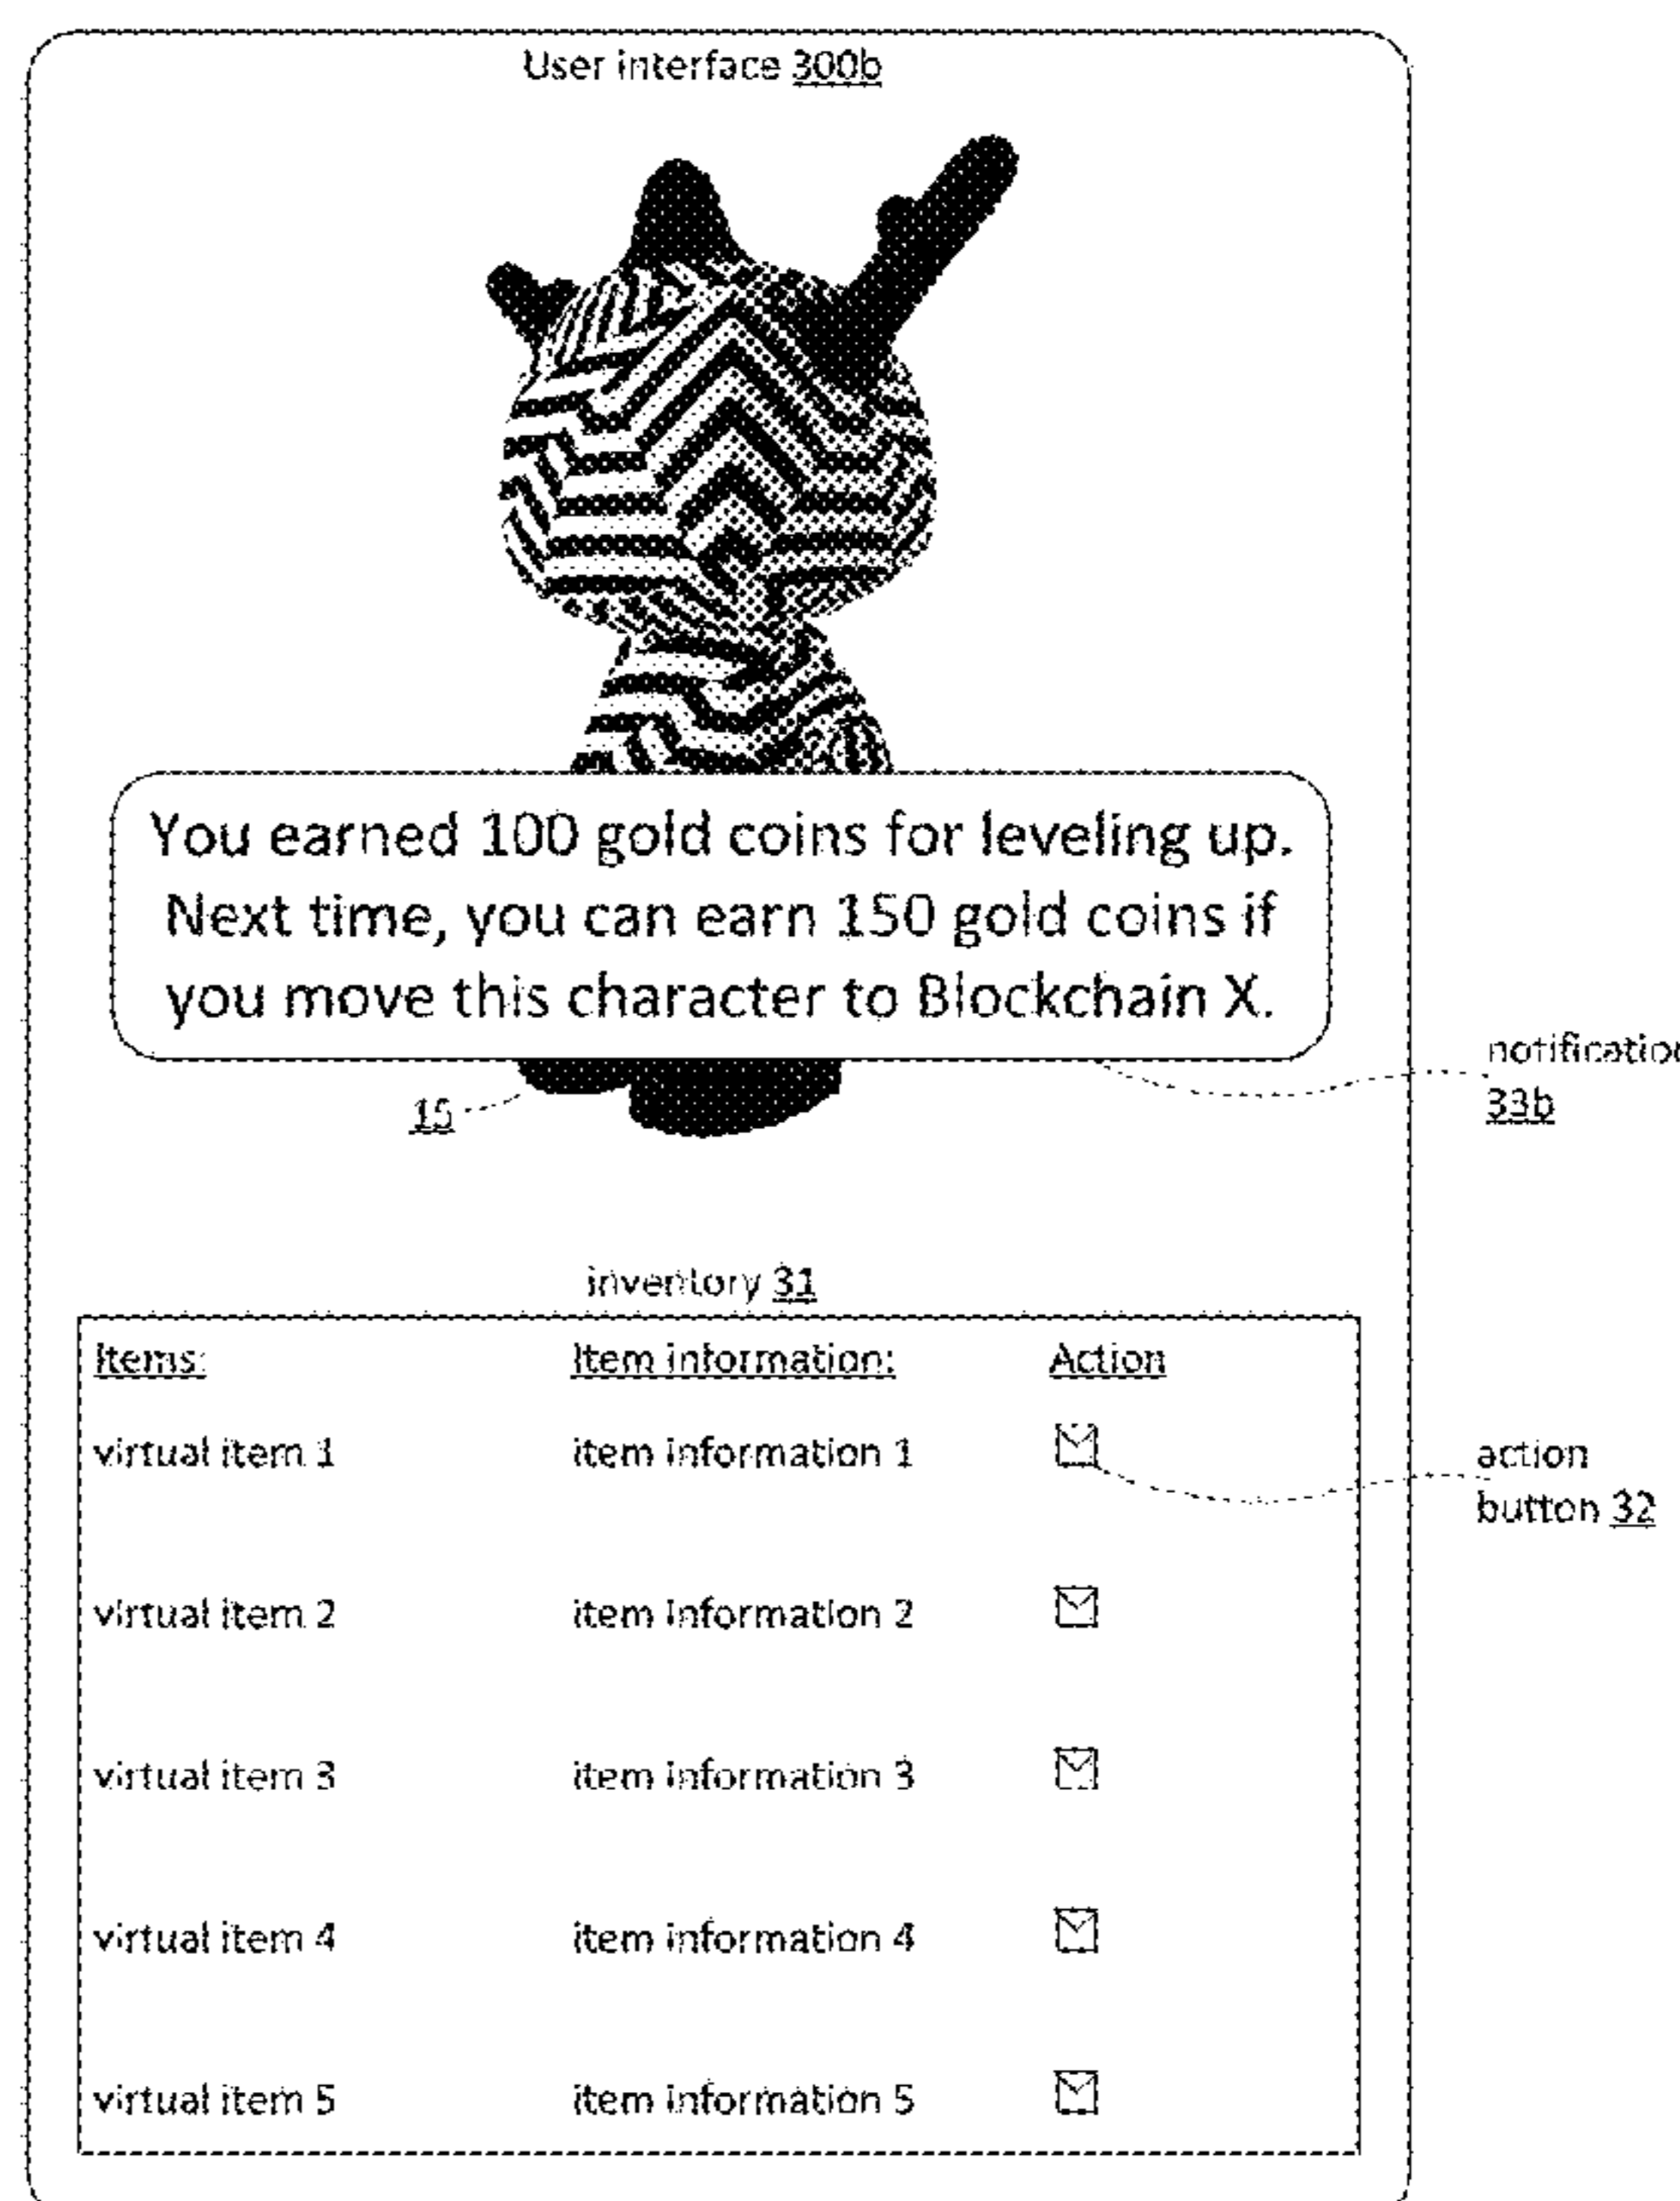 User interface 300b
You earned 100 gold coins for leveling up.
Next time, you can earn 150 gold coins if
you move this character to Blockchain X.
notification
33b
15
inventory 31
Items: Item information: Action
virtual item 1 item information 1
action
button 32
virtual item 2 item information 2
virtual item 3 item information 3
virtual item 4 item information 4
virtual item 5 item information 5